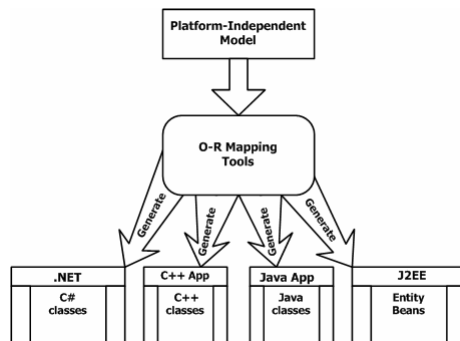 Platform-Independent
Model
O-R Mapping
Tools
Generate
Generate
Generate
Generate
.NET
C++ App
Java App
J2EE
C#
classes
C++
classes
Java
classes
Entity
Beans